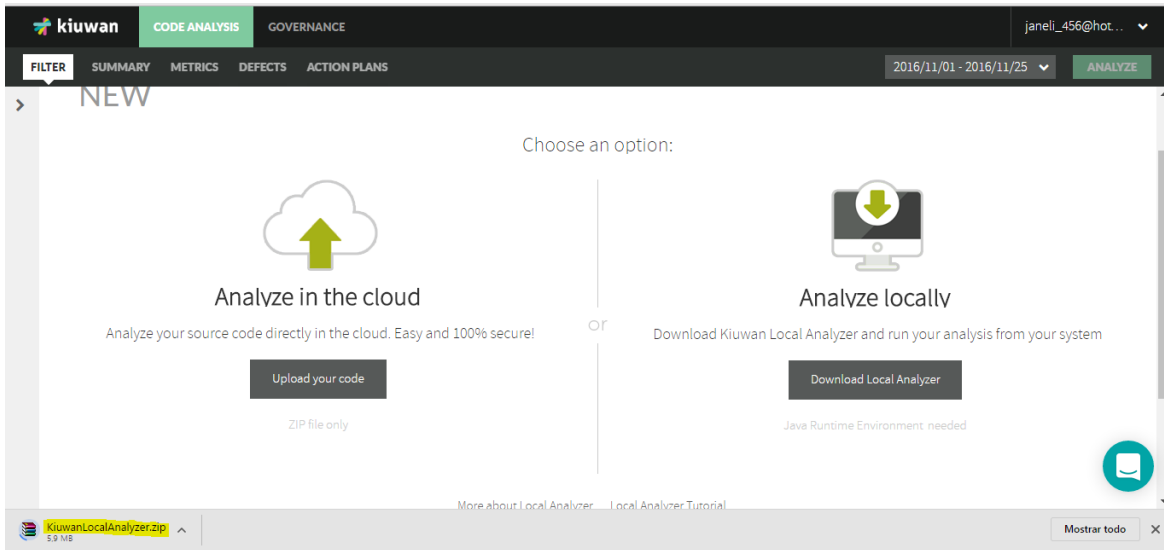 kiuwan CODE ANALYSIS GOVERNANCE janeli_456@hot...
FILTER SUMMARY METRICS DEFECTS ACTION PLANS 2016/11/01 - 2016/11/25 ANALYZE
NEW
Choose an option:
Analyze in the cloud
Analyze your source code directly in the cloud. Easy and 100% secure!
Upload your code
ZIP file only
or
Analyze locally
Download Kiuwan Local Analyzer and run your analysis from your system
Download Local Analyzer
Java Runtime Environment needed
More about Local Analyzer Local Analyzer Tutorial
KiuwanLocalAnalyzer.zip
5.9 MB
Mostrar todo